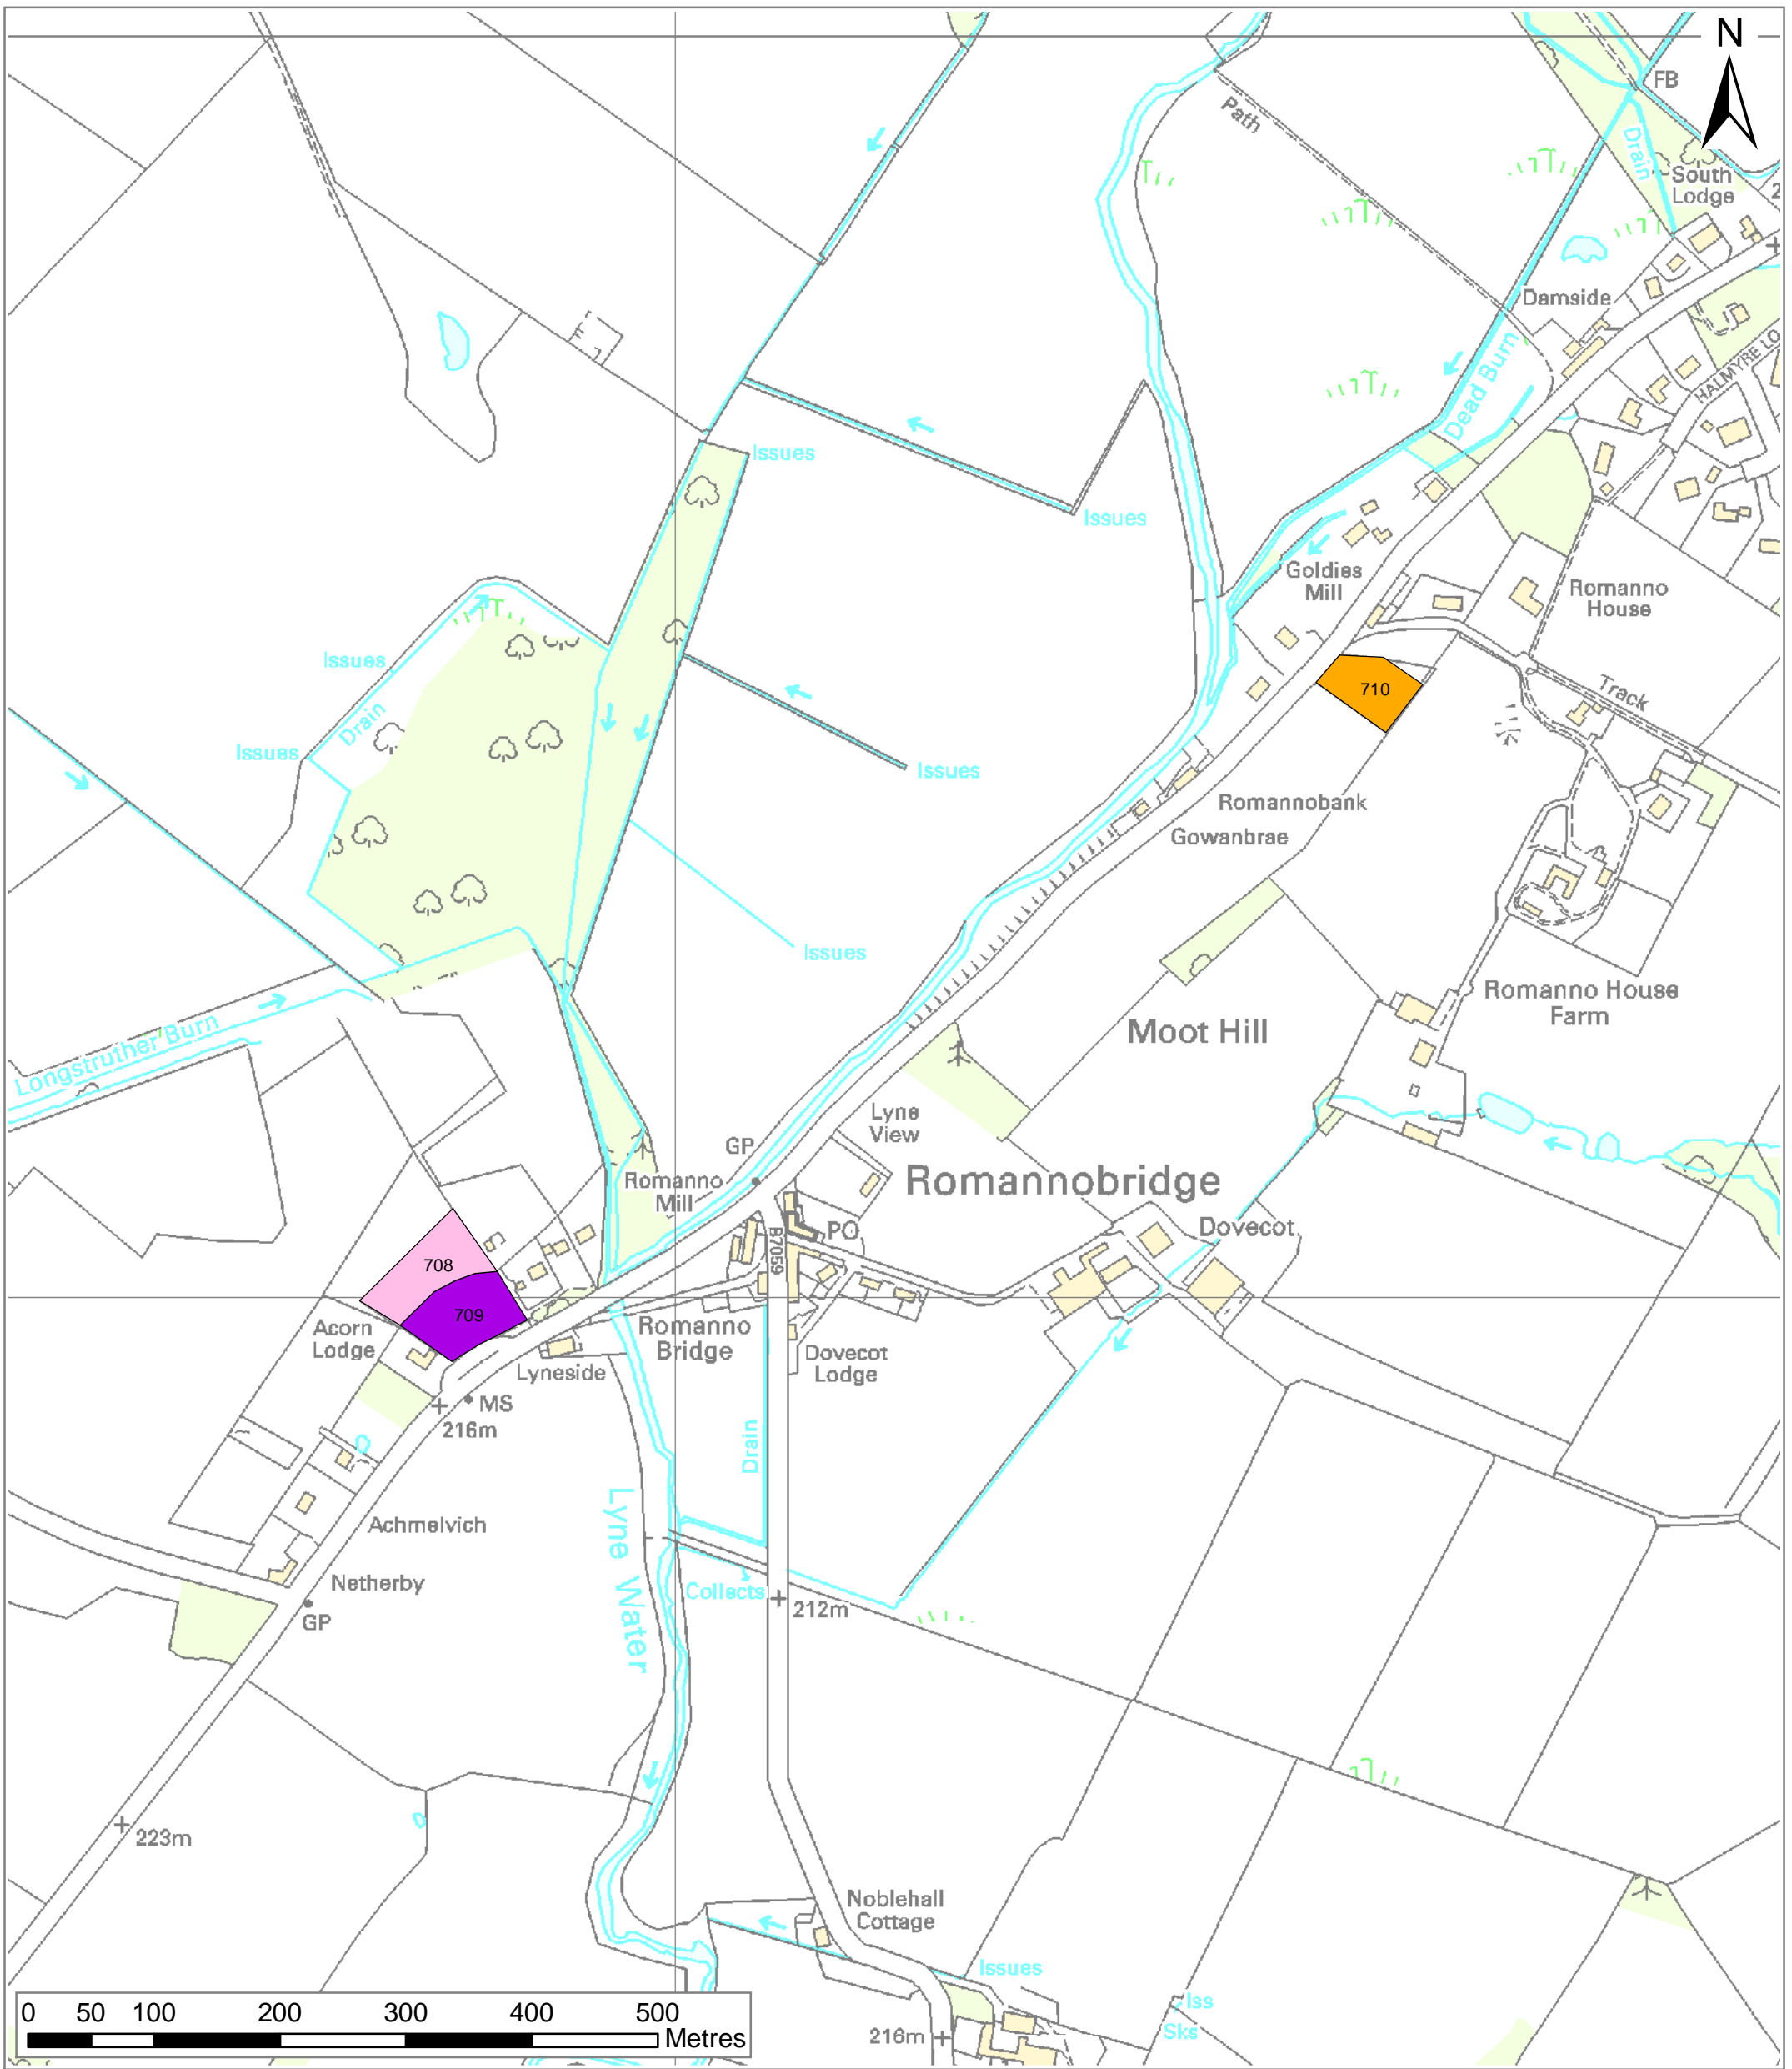 N
FB
Path
Drain
South
Lodge
2
Damside
Dead Burn
HALMYRE LO
Issues
Issues
Goldies
Mill
Romanno
House
Issues
Drain
Issues
710
Track
Issues
Romannobank
Gowanbrae
Issues
Romanno House
Farm
Longstruther Burn
Moot Hill
Lyne
View
GP
Romanno
Mill
Romannobridge
PO
B7059
Dovecot
708
709
Acorn
Lodge
Romanno
Bridge
Lyneside
Dovecot
Lodge
MS
216m
Drain
Lyne Water
Achmelvich
Netherby
GP
Collects
212m
223m
Noblehall
Cottage
Issues
Iss
Sks
216m
0 50 100 200 300 400 500
Metres